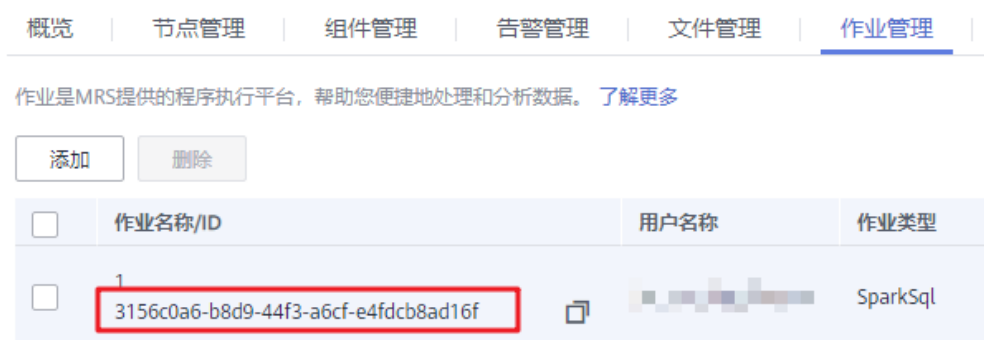 概览 节点管理 组件管理 告警管理 文件管理 作业管理
作业是MRS提供的程序执行平台，帮助您便捷地处理和分析数据。 了解更多
添加 删除
作业名称/ID 用户名称 作业类型
1
3156c0a6-b8d9-44f3-a6cf-e4fdcb8ad16f SparkSql